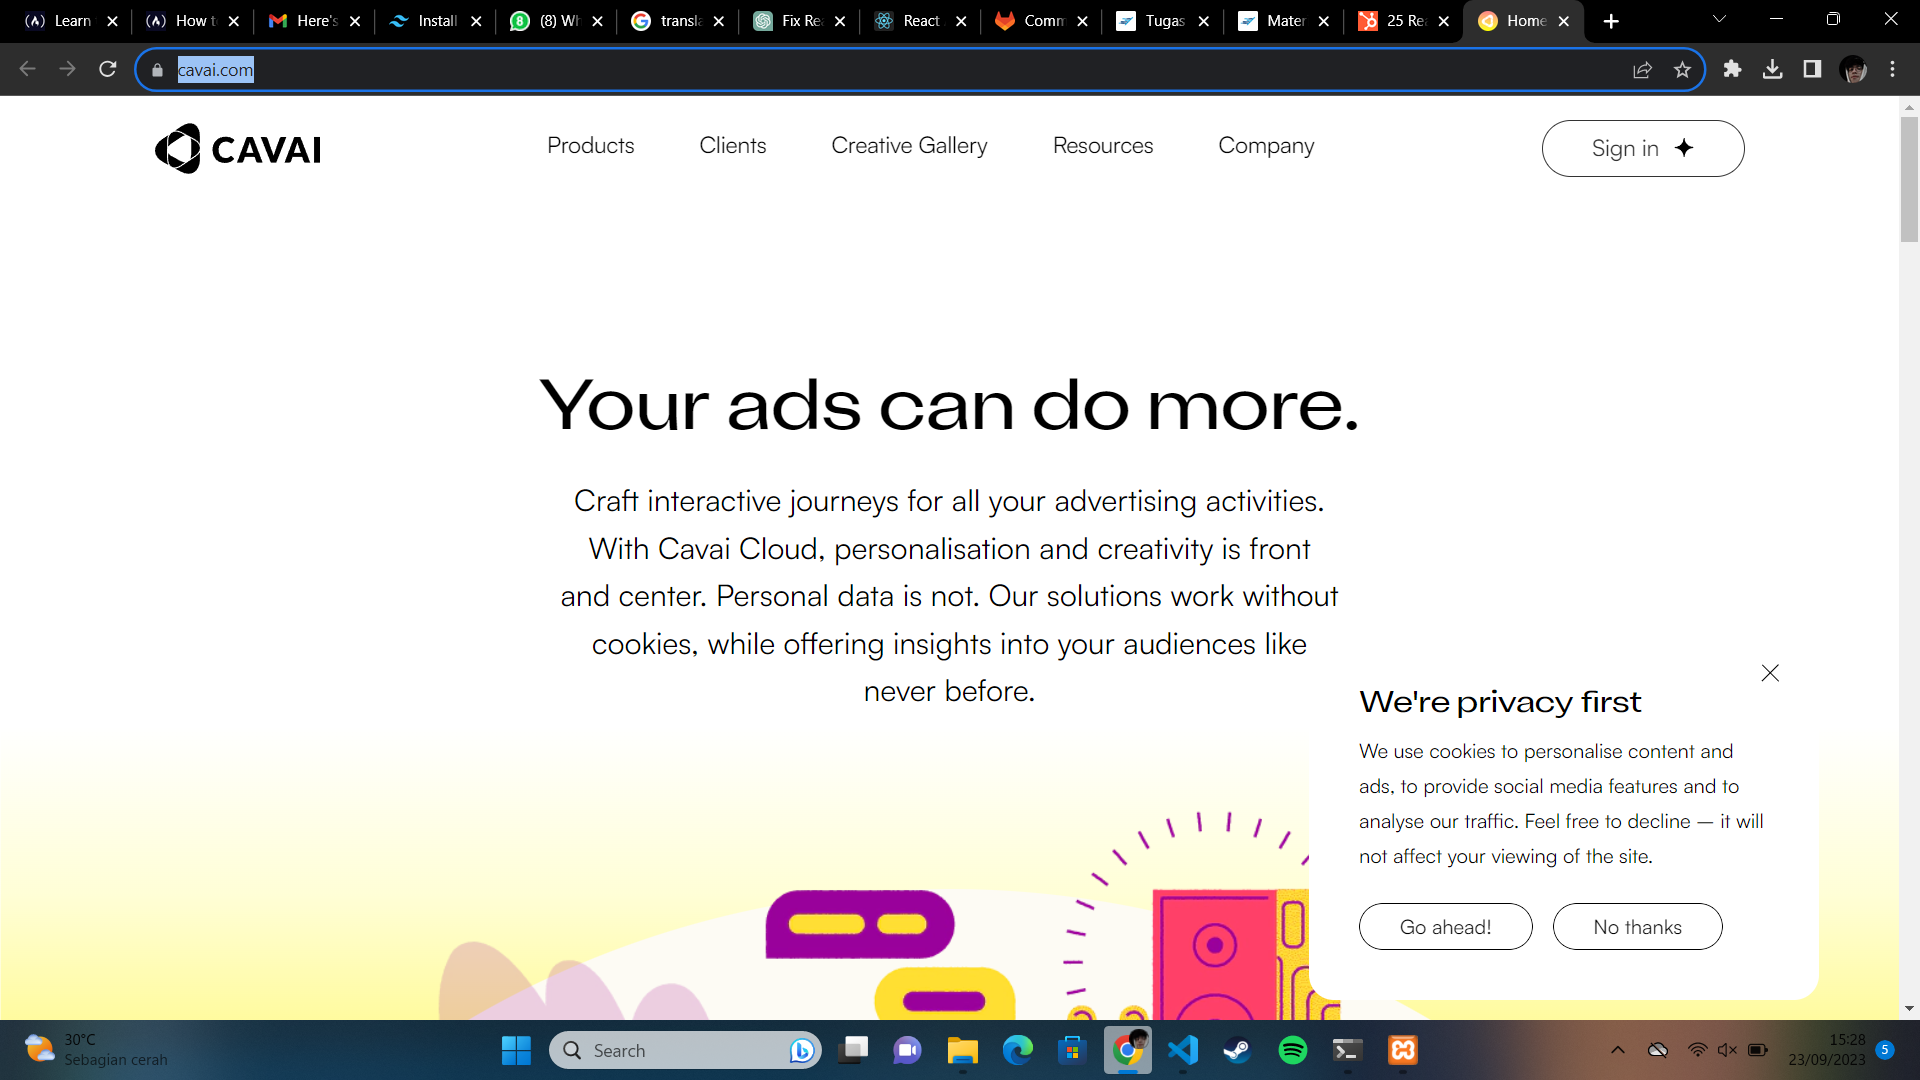 Learn
How t
Here's
Install
(8) Wh
transla
Fix Rea
React
Comm
Tugas
Mater
25 Re
Home
cavai.com
CAVAI
Products
Clients
Creative Gallery
Resources
Company
Sign in
Your ads can do more.
Craft interactive journeys for all your advertising activities.
With Cavai Cloud, personalisation and creativity is front
and center. Personal data is not. Our solutions work without
cookies, while offering insights into your audiences like
never before.
We're privacy first
We use cookies to personalise content and
ads, to provide social media features and to
analyse our traffic. Feel free to decline – it will
not affect your viewing of the site.
Go ahead!
No thanks
30°C
Sebagian cerah
Search
15:28
23/09/2023
5